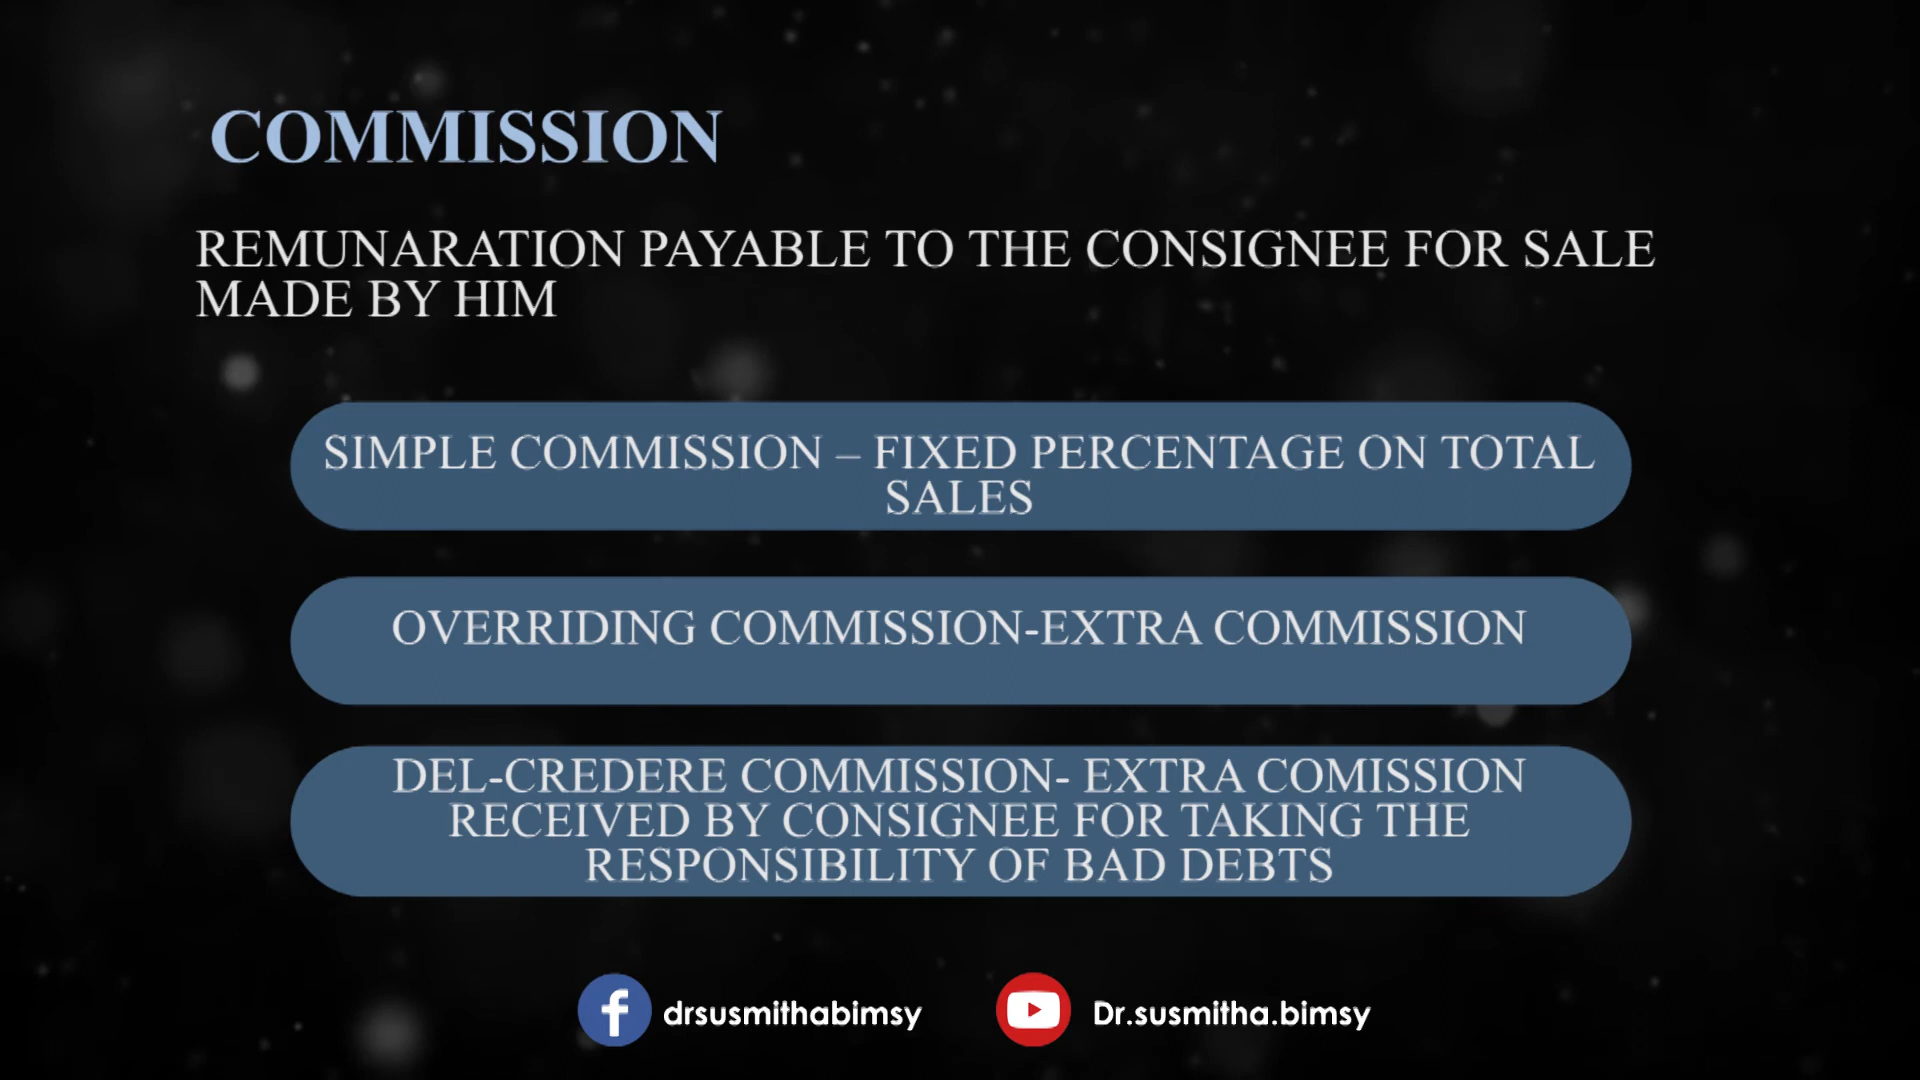 COMMISSION
REMUNARATION PAYABLE TO THE CONSIGNEE FOR SALE
MADE BY HIM
SIMPLE COMMISSION – FIXED PERCENTAGE ON TOTAL
SALES
OVERRIDING COMMISSION-EXTRA COMMISSION
DEL-CREDERE COMMISSION- EXTRA COMISSION
RECEIVED BY CONSIGNEE FOR TAKING THE
RESPONSIBILITY OF BAD DEBTS
drsusmithabimsy
Dr.susmitha.bimsy